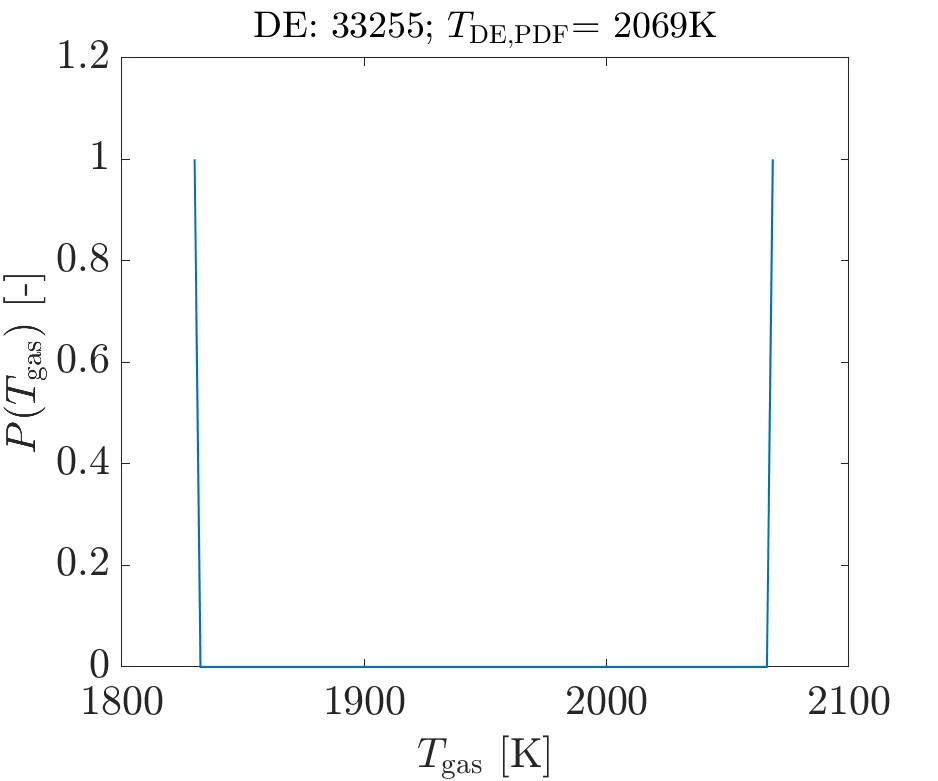 DE: 33255; T_DE,PDF= 2069K
1.2
1
0.8
0.6
0.4
0.2
0
P(T_gas) [-]
1800 1900 2000 2100
T_gas [K]